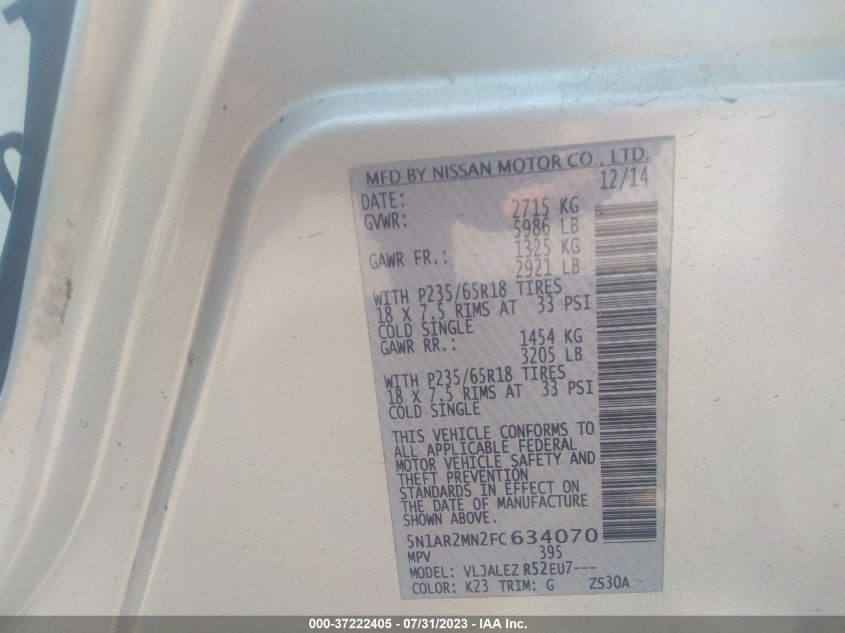 MFD BY NISSAN MOTOR CO., LTD.
DATE: 12/14
GVWR: 2715 KG
5986 LB
GAWR FR.: 1325 KG
2921 LB
WITH P235/65R18 TIRES
18 X 7.5 RIMS AT 33 PSI
COLD SINGLE
GAWR RR.: 1454 KG
3205 LB
WITH P235/65R18 TIRES
18 X 7.5 RIMS AT 33 PSI
COLD SINGLE
THIS VEHICLE CONFORMS TO
ALL APPLICABLE FEDERAL
MOTOR VEHICLE SAFETY AND
THEFT PREVENTION
STANDARDS IN EFFECT ON
THE DATE OF MANUFACTURE
SHOWN ABOVE.
5N1AR2MN2FC634070
MPV 395
MODEL: VLJALEZ R52EU7---
COLOR: K23 TRIM: G ZS30A
000-37222405 - 07/31/2023 - IAAI - Copart Inc.